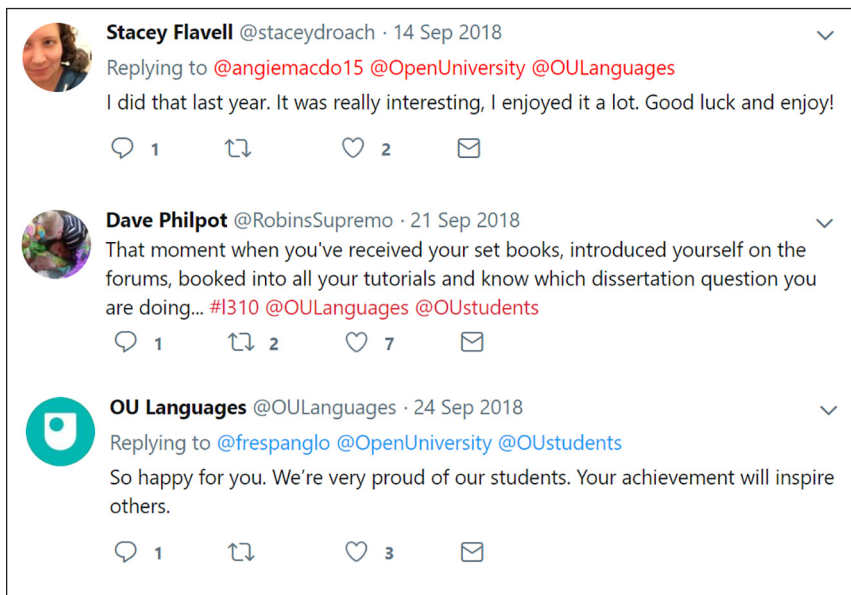 Stacey Flavell @staceydroach · 14 Sep 2018
Replying to @angiemacdo15 @OpenUniversity @OULanguages
I did that last year. It was really interesting, I enjoyed it a lot. Good luck and enjoy!
1 2
Dave Philpot @RobinsSupremo · 21 Sep 2018
That moment when you've received your set books, introduced yourself on the
forums, booked into all your tutorials and know which dissertation question you
are doing... #l310 @OULanguages @OUstudents
1 2 7
OU Languages @OULanguages · 24 Sep 2018
Replying to @frespanglo @OpenUniversity @OUstudents
So happy for you. We’re very proud of our students. Your achievement will inspire
others.
1 3